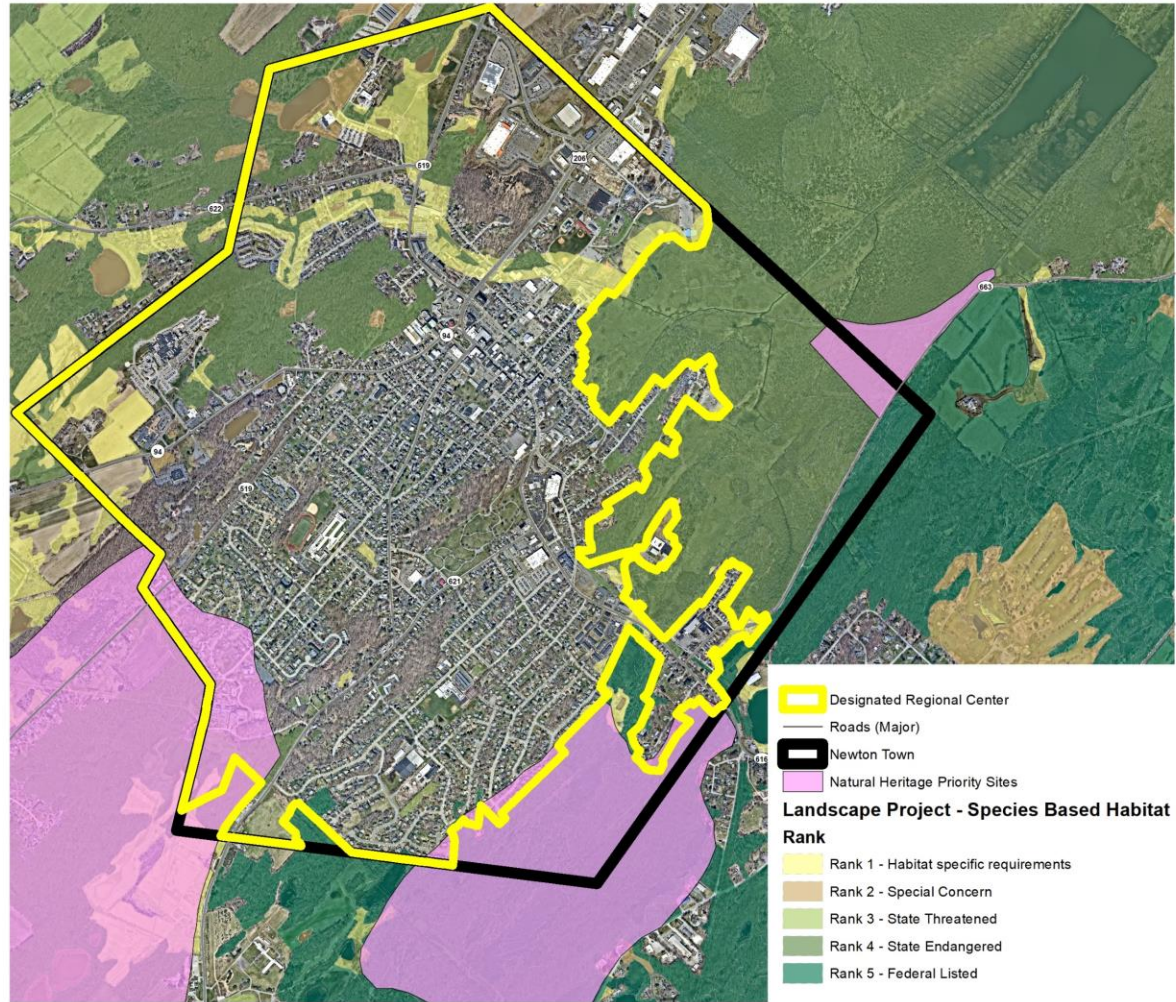 206
519
622
663
94
94
519
621
616
Designated Regional Center
Roads (Major)
Newton Town
Natural Heritage Priority Sites
Landscape Project - Species Based Habitat
Rank
Rank 1 - Habitat specific requirements
Rank 2 - Special Concern
Rank 3 - State Threatened
Rank 4 - State Endangered
Rank 5 - Federal Listed